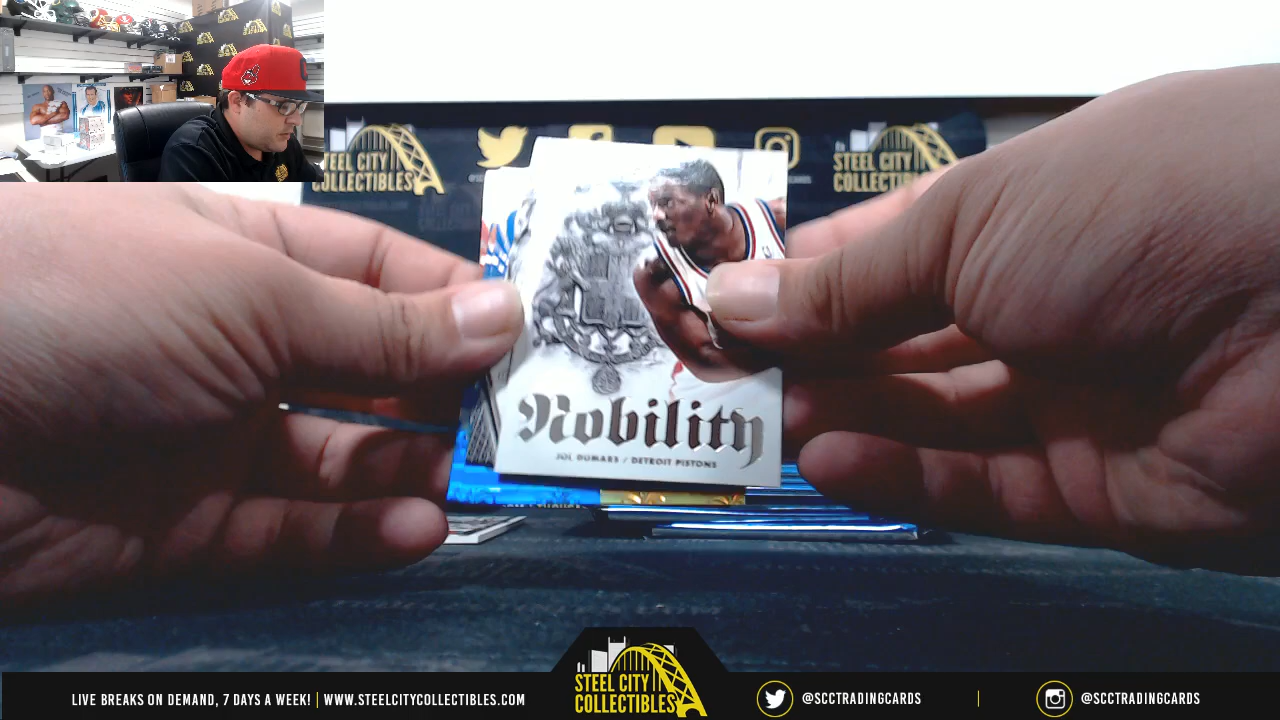 STEEL CITY
COLLECTIBLES
STEEL CITY
COLLECTIBLES
Nobility
JOE DUMARS / DETROIT PISTONS
LIVE BREAKS ON DEMAND, 7 DAYS A WEEK! | WWW.STEELCITYCOLLECTIBLES.COM
STEEL CITY
COLLECTIBLES
@SCCTRADINGCARDS
@SCCTRADINGCARDS